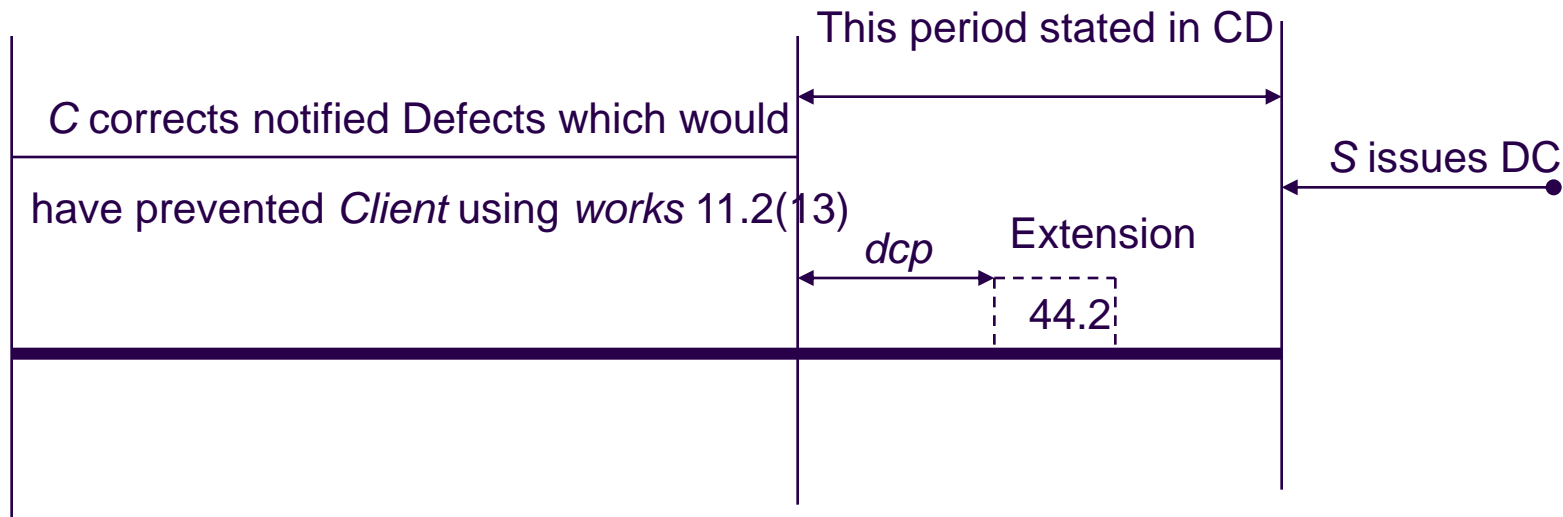 This period stated in CD
C corrects notified Defects which would
have prevented Client using works 11.2(13)
S issues DC
dcp
Extension
44.2